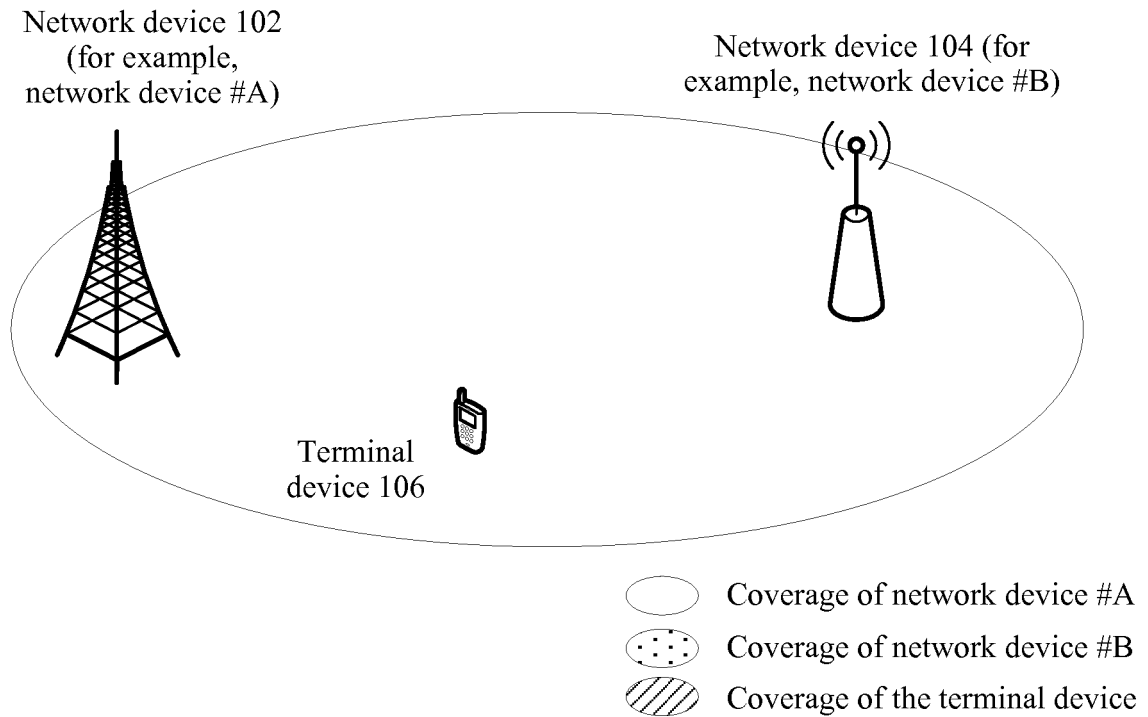 Network device 102
(for example,
network device #A)
Network device 104 (for
example, network device #B)
Terminal
device 106
Coverage of network device #A
Coverage of network device #B
Coverage of the terminal device